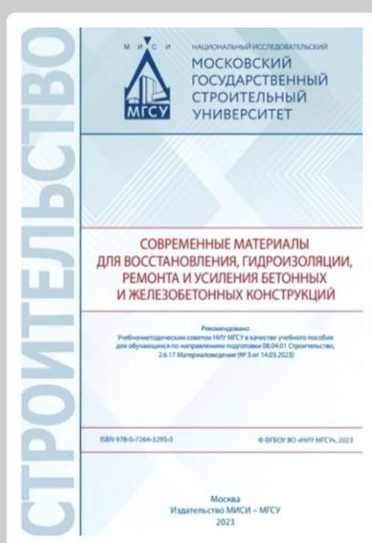 СТРОИТЕЛЬСТВО
МИСИ
МГСУ
НАЦИОНАЛЬНЫЙ ИССЛЕДОВАТЕЛЬСКИЙ
МОСКОВСКИЙ
ГОСУДАРСТВЕННЫЙ
СТРОИТЕЛЬНЫЙ
УНИВЕРСИТЕТ
СОВРЕМЕННЫЕ МАТЕРИАЛЫ
ДЛЯ ВОССТАНОВЛЕНИЯ, ГИДРОИЗОЛЯЦИИ,
РЕМОНТА И УСИЛЕНИЯ БЕТОННЫХ
И ЖЕЛЕЗОБЕТОННЫХ КОНСТРУКЦИЙ
Рекомендовано
Учебно-методическим советом НИУ МГСУ в качестве учебного пособия
для обучающихся по направлениям подготовки 08.04.01 Строительство,
2.6.17 Материаловедение (№ 3 от 14.03.2023)
ISBN 978-5-7264-3295-3
© ФГБОУ ВО «НИУ МГСУ», 2023
Москва
Издательство МИСИ – МГСУ
2023